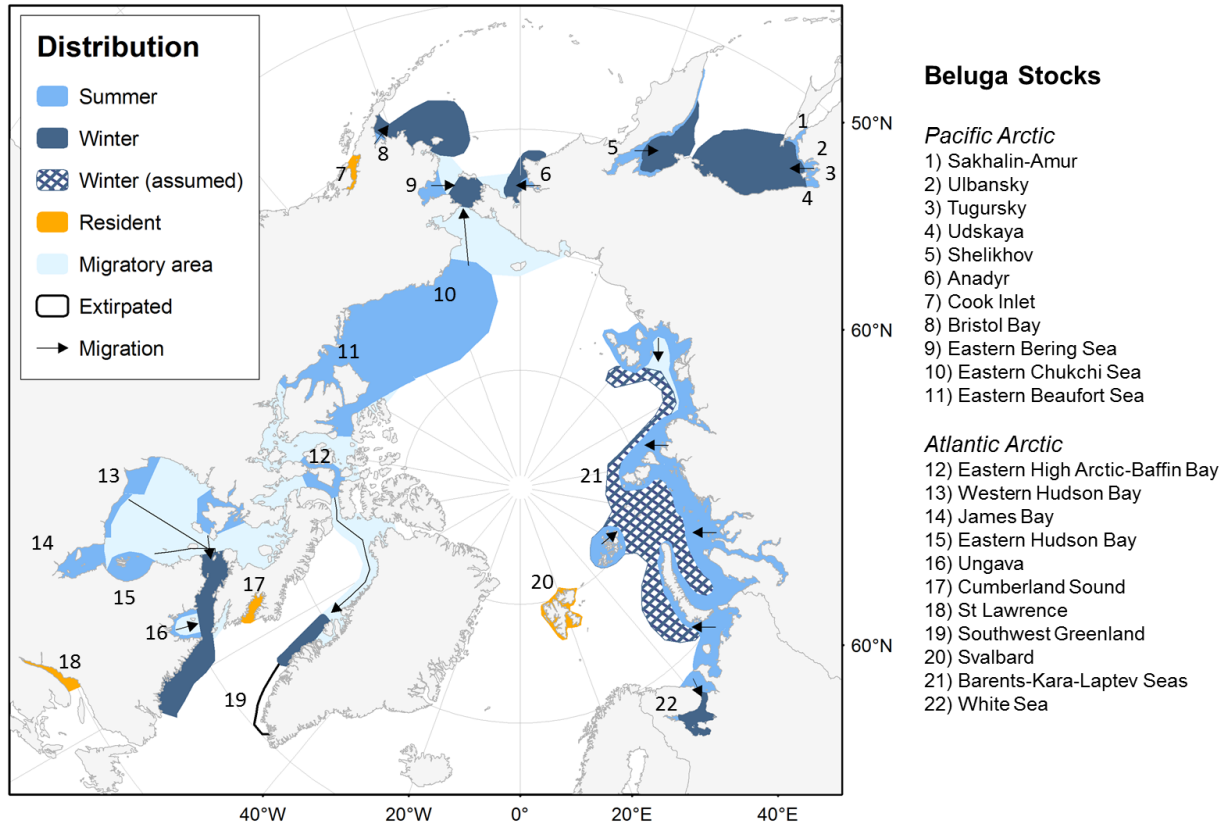 Distribution
Summer
Winter
Winter (assumed)
Resident
Migratory area
Extirpated
Migration
1
2
3
4
5
6
7
8
9
10
11
12
13
14
15
16
17
18
19
20
21
22
50°N
60°N
60°N
40°W
20°W
0°
20°E
40°E
Beluga Stocks
Pacific Arctic
1) Sakhalin-Amur
2) Ulbansky
3) Tugursky
4) Udskaya
5) Shelikhov
6) Anadyr
7) Cook Inlet
8) Bristol Bay
9) Eastern Bering Sea
10) Eastern Chukchi Sea
11) Eastern Beaufort Sea
Atlantic Arctic
12) Eastern High Arctic-Baffin Bay
13) Western Hudson Bay
14) James Bay
15) Eastern Hudson Bay
16) Ungava
17) Cumberland Sound
18) St Lawrence
19) Southwest Greenland
20) Svalbard
21) Barents-Kara-Laptev Seas
22) White Sea